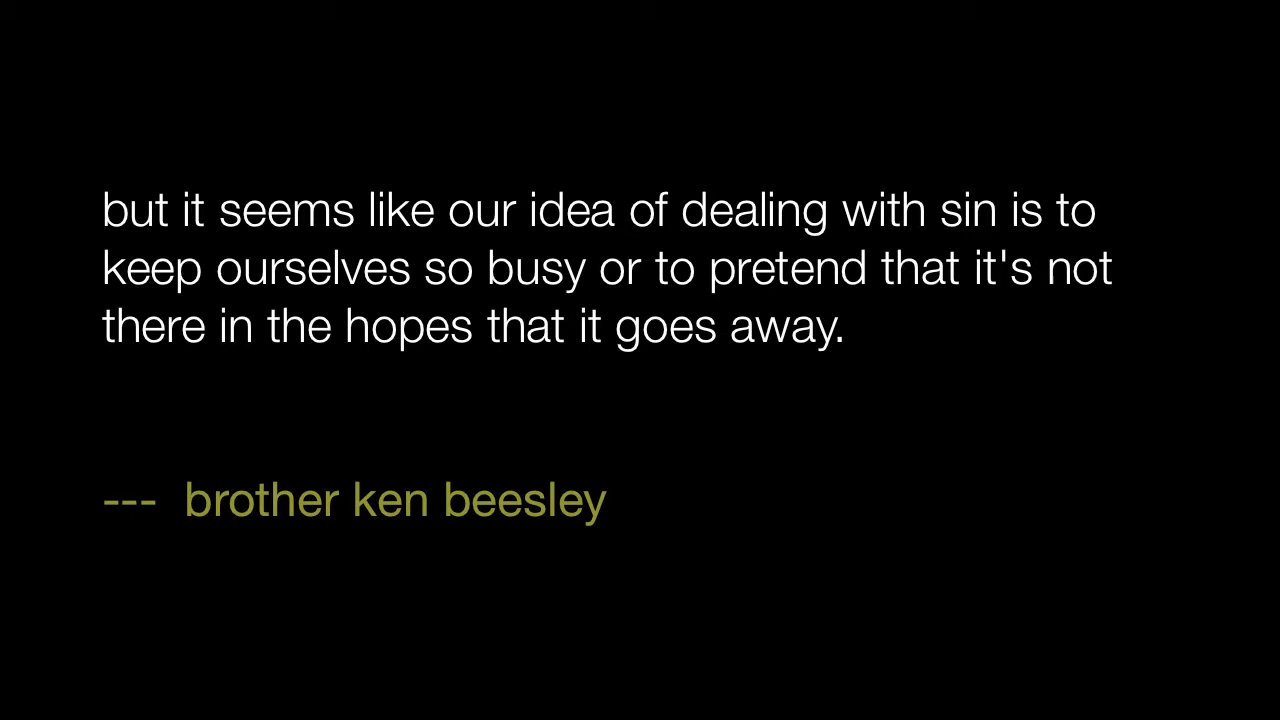 but it seems like our idea of dealing with sin is to
keep ourselves so busy or to pretend that it's not
there in the hopes that it goes away.
--- brother ken beesley